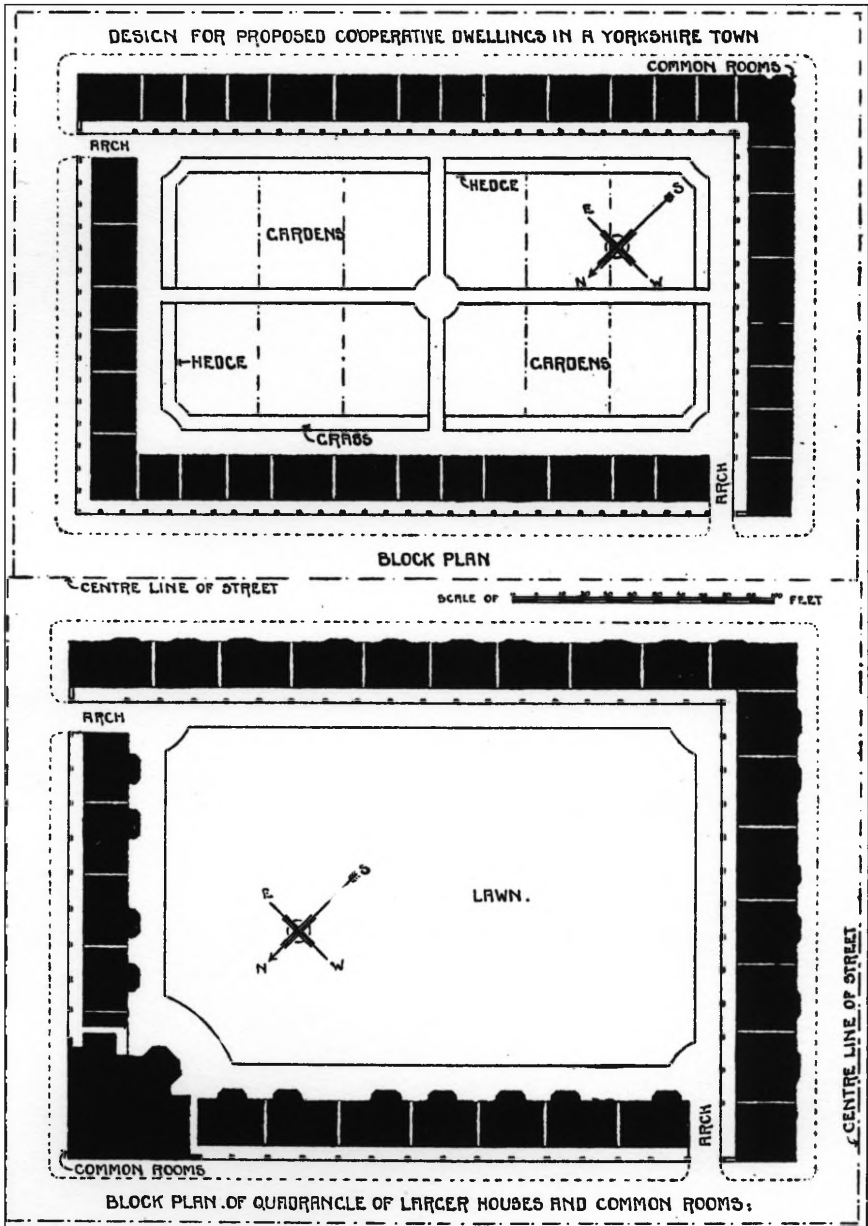 DESIGN FOR PROPOSED COOPERATIVE DWELLINGS IN A YORKSHIRE TOWN
COMMON ROOMS
ARCH
HEDGE
E
S
GARDENS
N
W
HEDGE
GARDENS
GRASS
ARCH
BLOCK PLAN
CENTRE LINE OF STREET
SCALE OF
FEET
ARCH
E
S
LAWN.
N
W
CENTRE LINE OF STREET
ARCH
COMMON ROOMS
BLOCK PLAN.OF QUADRANGLE OF LARGER HOUSES AND COMMON ROOMS;